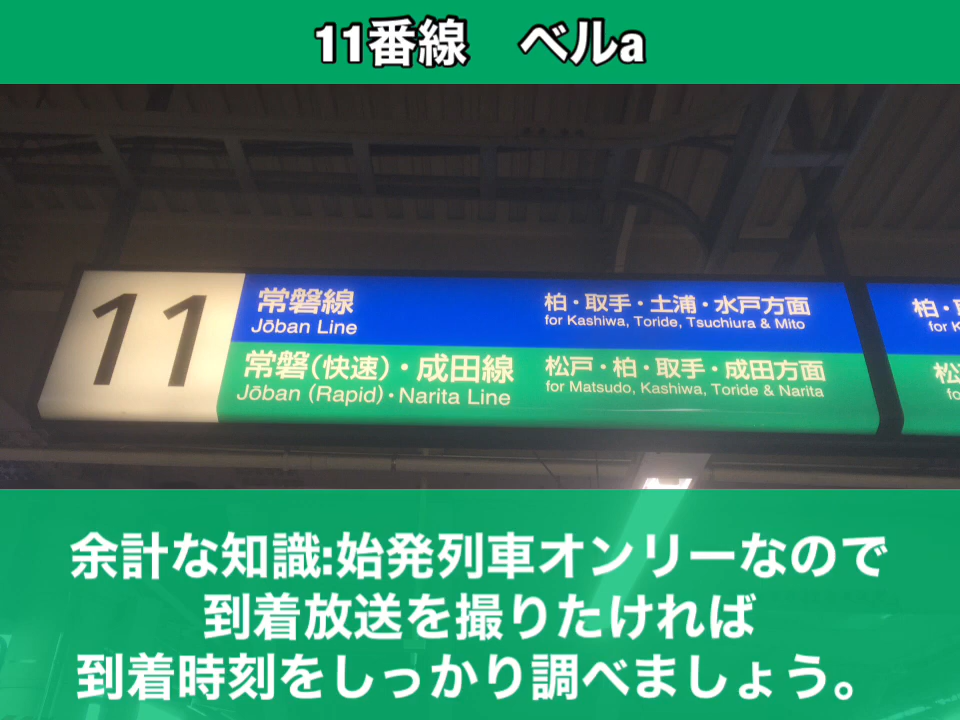 11番線　ベルa
11
常磐線
Jōban Line
柏・取手・土浦・水戸方面
for Kashiwa, Toride, Tsuchiura & Mito
常磐(快速)・成田線
Jōban (Rapid)・Narita Line
松戸・柏・取手・成田方面
for Matsudo, Kashiwa, Toride & Narita
柏・
for
松
余計な知識:始発列車オンリーなので
到着放送を撮りたければ
到着時刻をしっかり調べましょう。